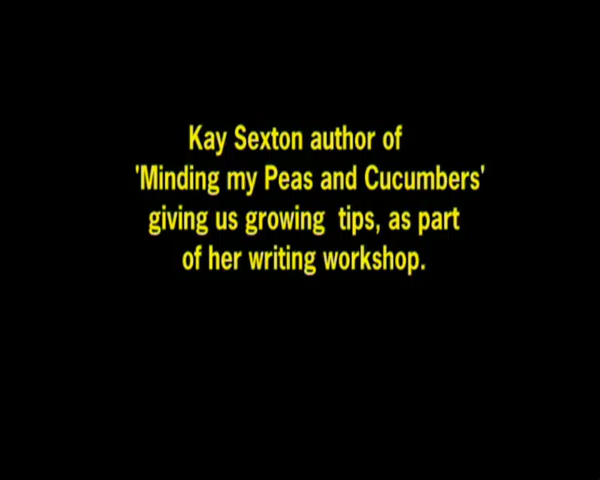 Kay Sexton author of
'Minding my Peas and Cucumbers'
giving us growing  tips, as part
of her writing workshop.